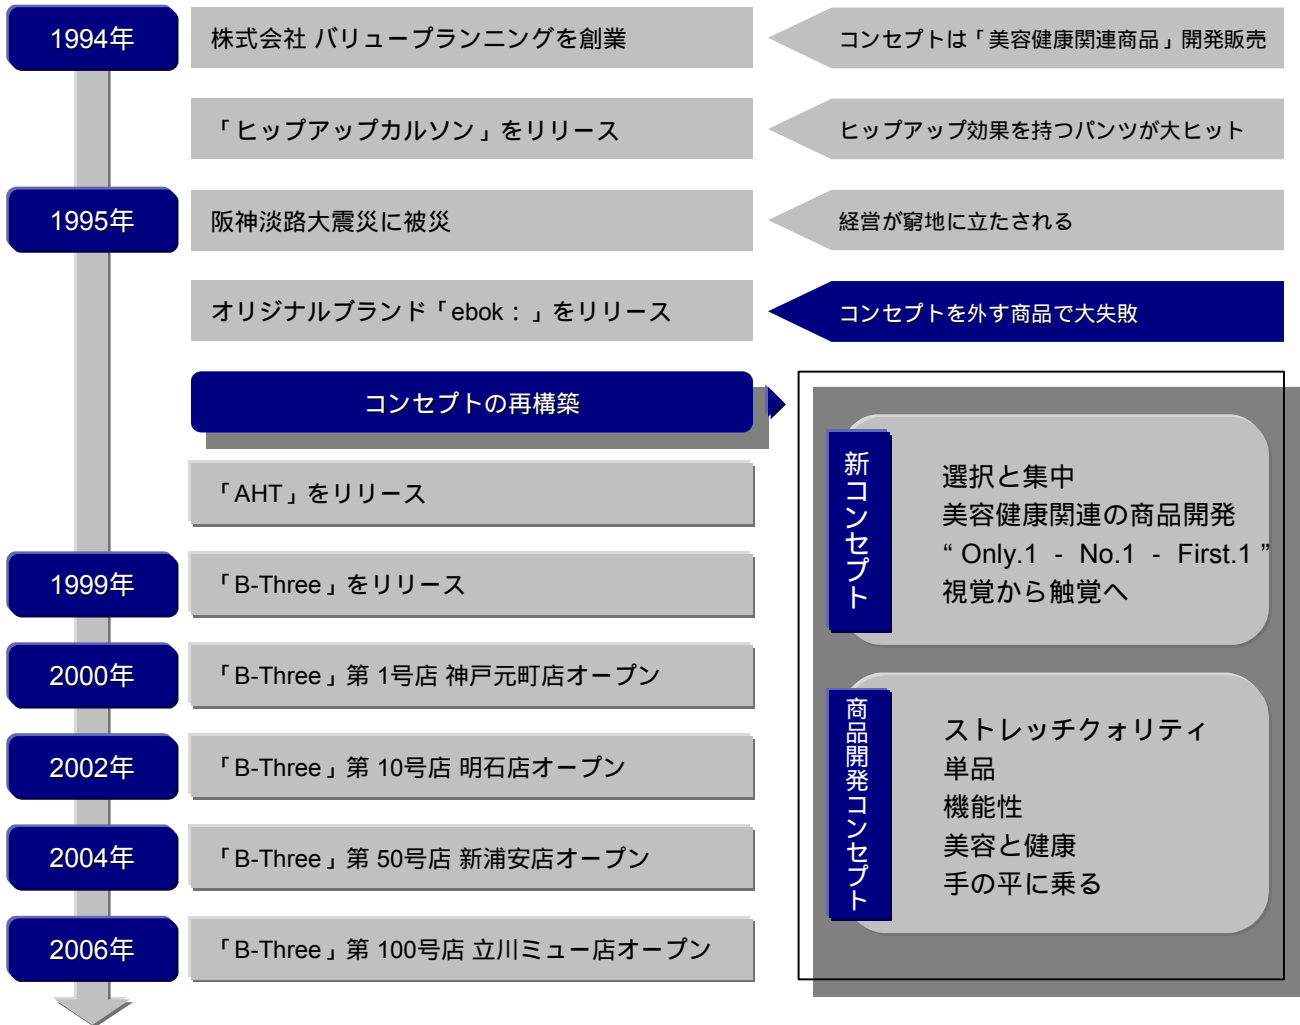 1994年
株式会社 バリュープランニングを創業
コンセプトは「美容健康関連商品」開発販売
「ヒップアップカルソン」をリリース
ヒップアップ効果を持つパンツが大ヒット
1995年
阪神淡路大震災に被災
経営が窮地に立たされる
オリジナルブランド「ebok：」をリリース
コンセプトを外す商品で大失敗
コンセプトの再構築
「AHT」をリリース
1999年
「B-Three」をリリース
2000年
「B-Three」第 1号店 神戸元町店オープン
2002年
「B-Three」第 10号店 明石店オープン
2004年
「B-Three」第 50号店 新浦安店オープン
2006年
「B-Three」第 100号店 立川ミュー店オープン
新コンセプト
選択と集中
美容健康関連の商品開発
“ Only.1 - No.1 - First.1 ”
視覚から触覚へ
商品開発コンセプト
ストレッチクォリティ
単品
機能性
美容と健康
手の平に乗る